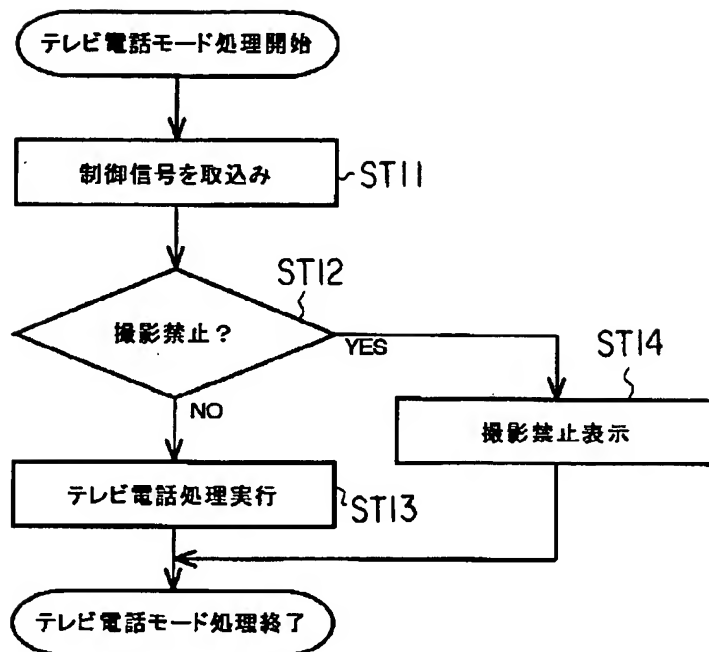 テレビ電話モード処理開始
制御信号を取込み
ST11
ST12
撮影禁止?
YES
ST14
NO
撮影禁止表示
テレビ電話処理実行
ST13
テレビ電話モード処理終了